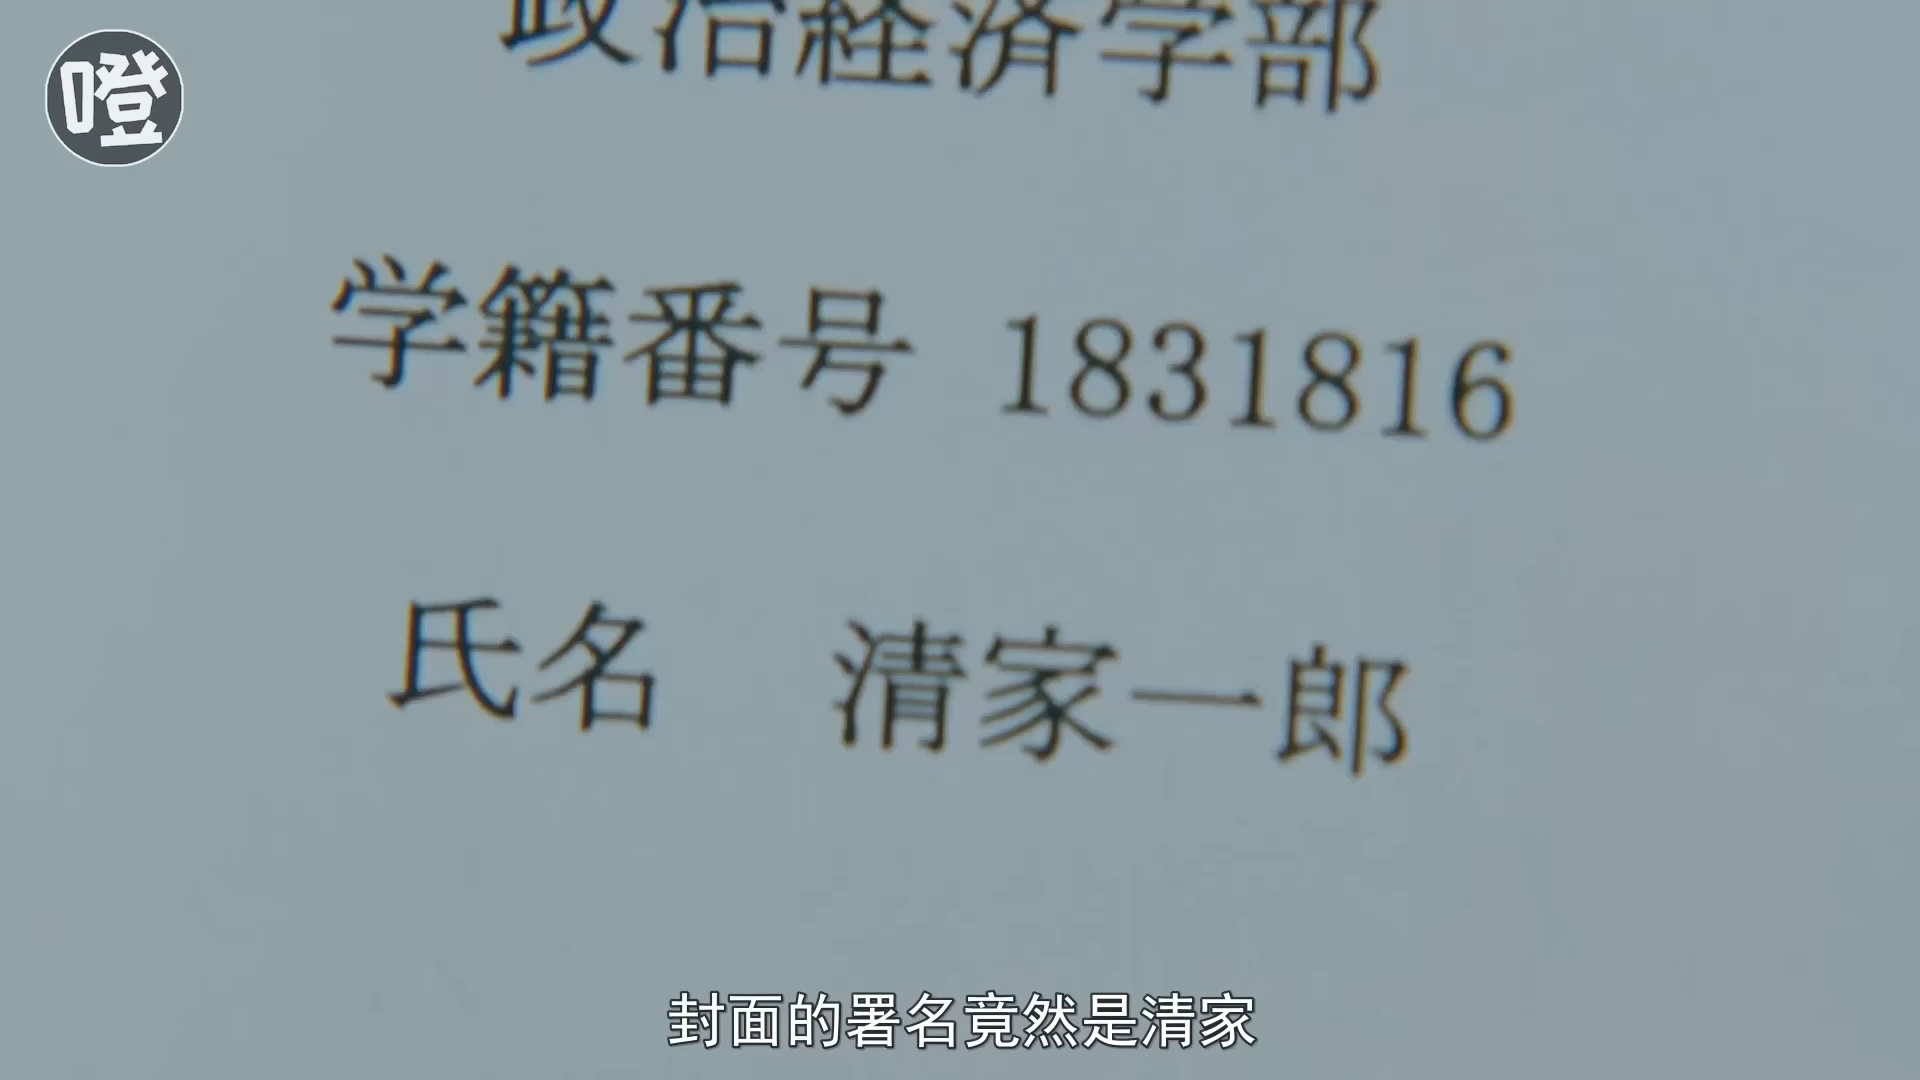 噔
政治経済学部
学籍番号 1831816
氏名 清家一郎
封面的署名竟然是清家